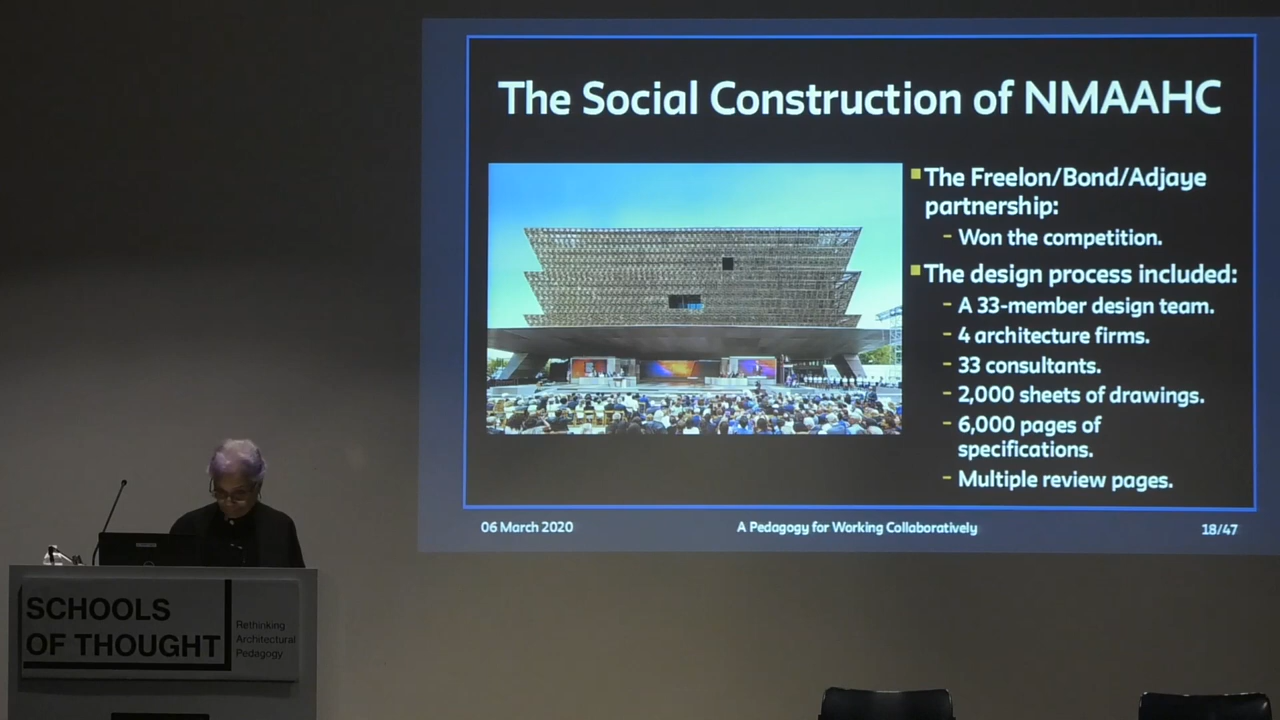 The Social Construction of NMAAHC
The Freelon/Bond/Adjaye
partnership:
- Won the competition.
The design process included:
- A 33-member design team.
- 4 architecture firms.
- 33 consultants.
- 2,000 sheets of drawings.
- 6,000 pages of
specifications.
- Multiple review pages.
06 March 2020
A Pedagogy for Working Collaboratively
18/47
SCHOOLS
OF THOUGHT
Rethinking
Architectural
Pedagogy